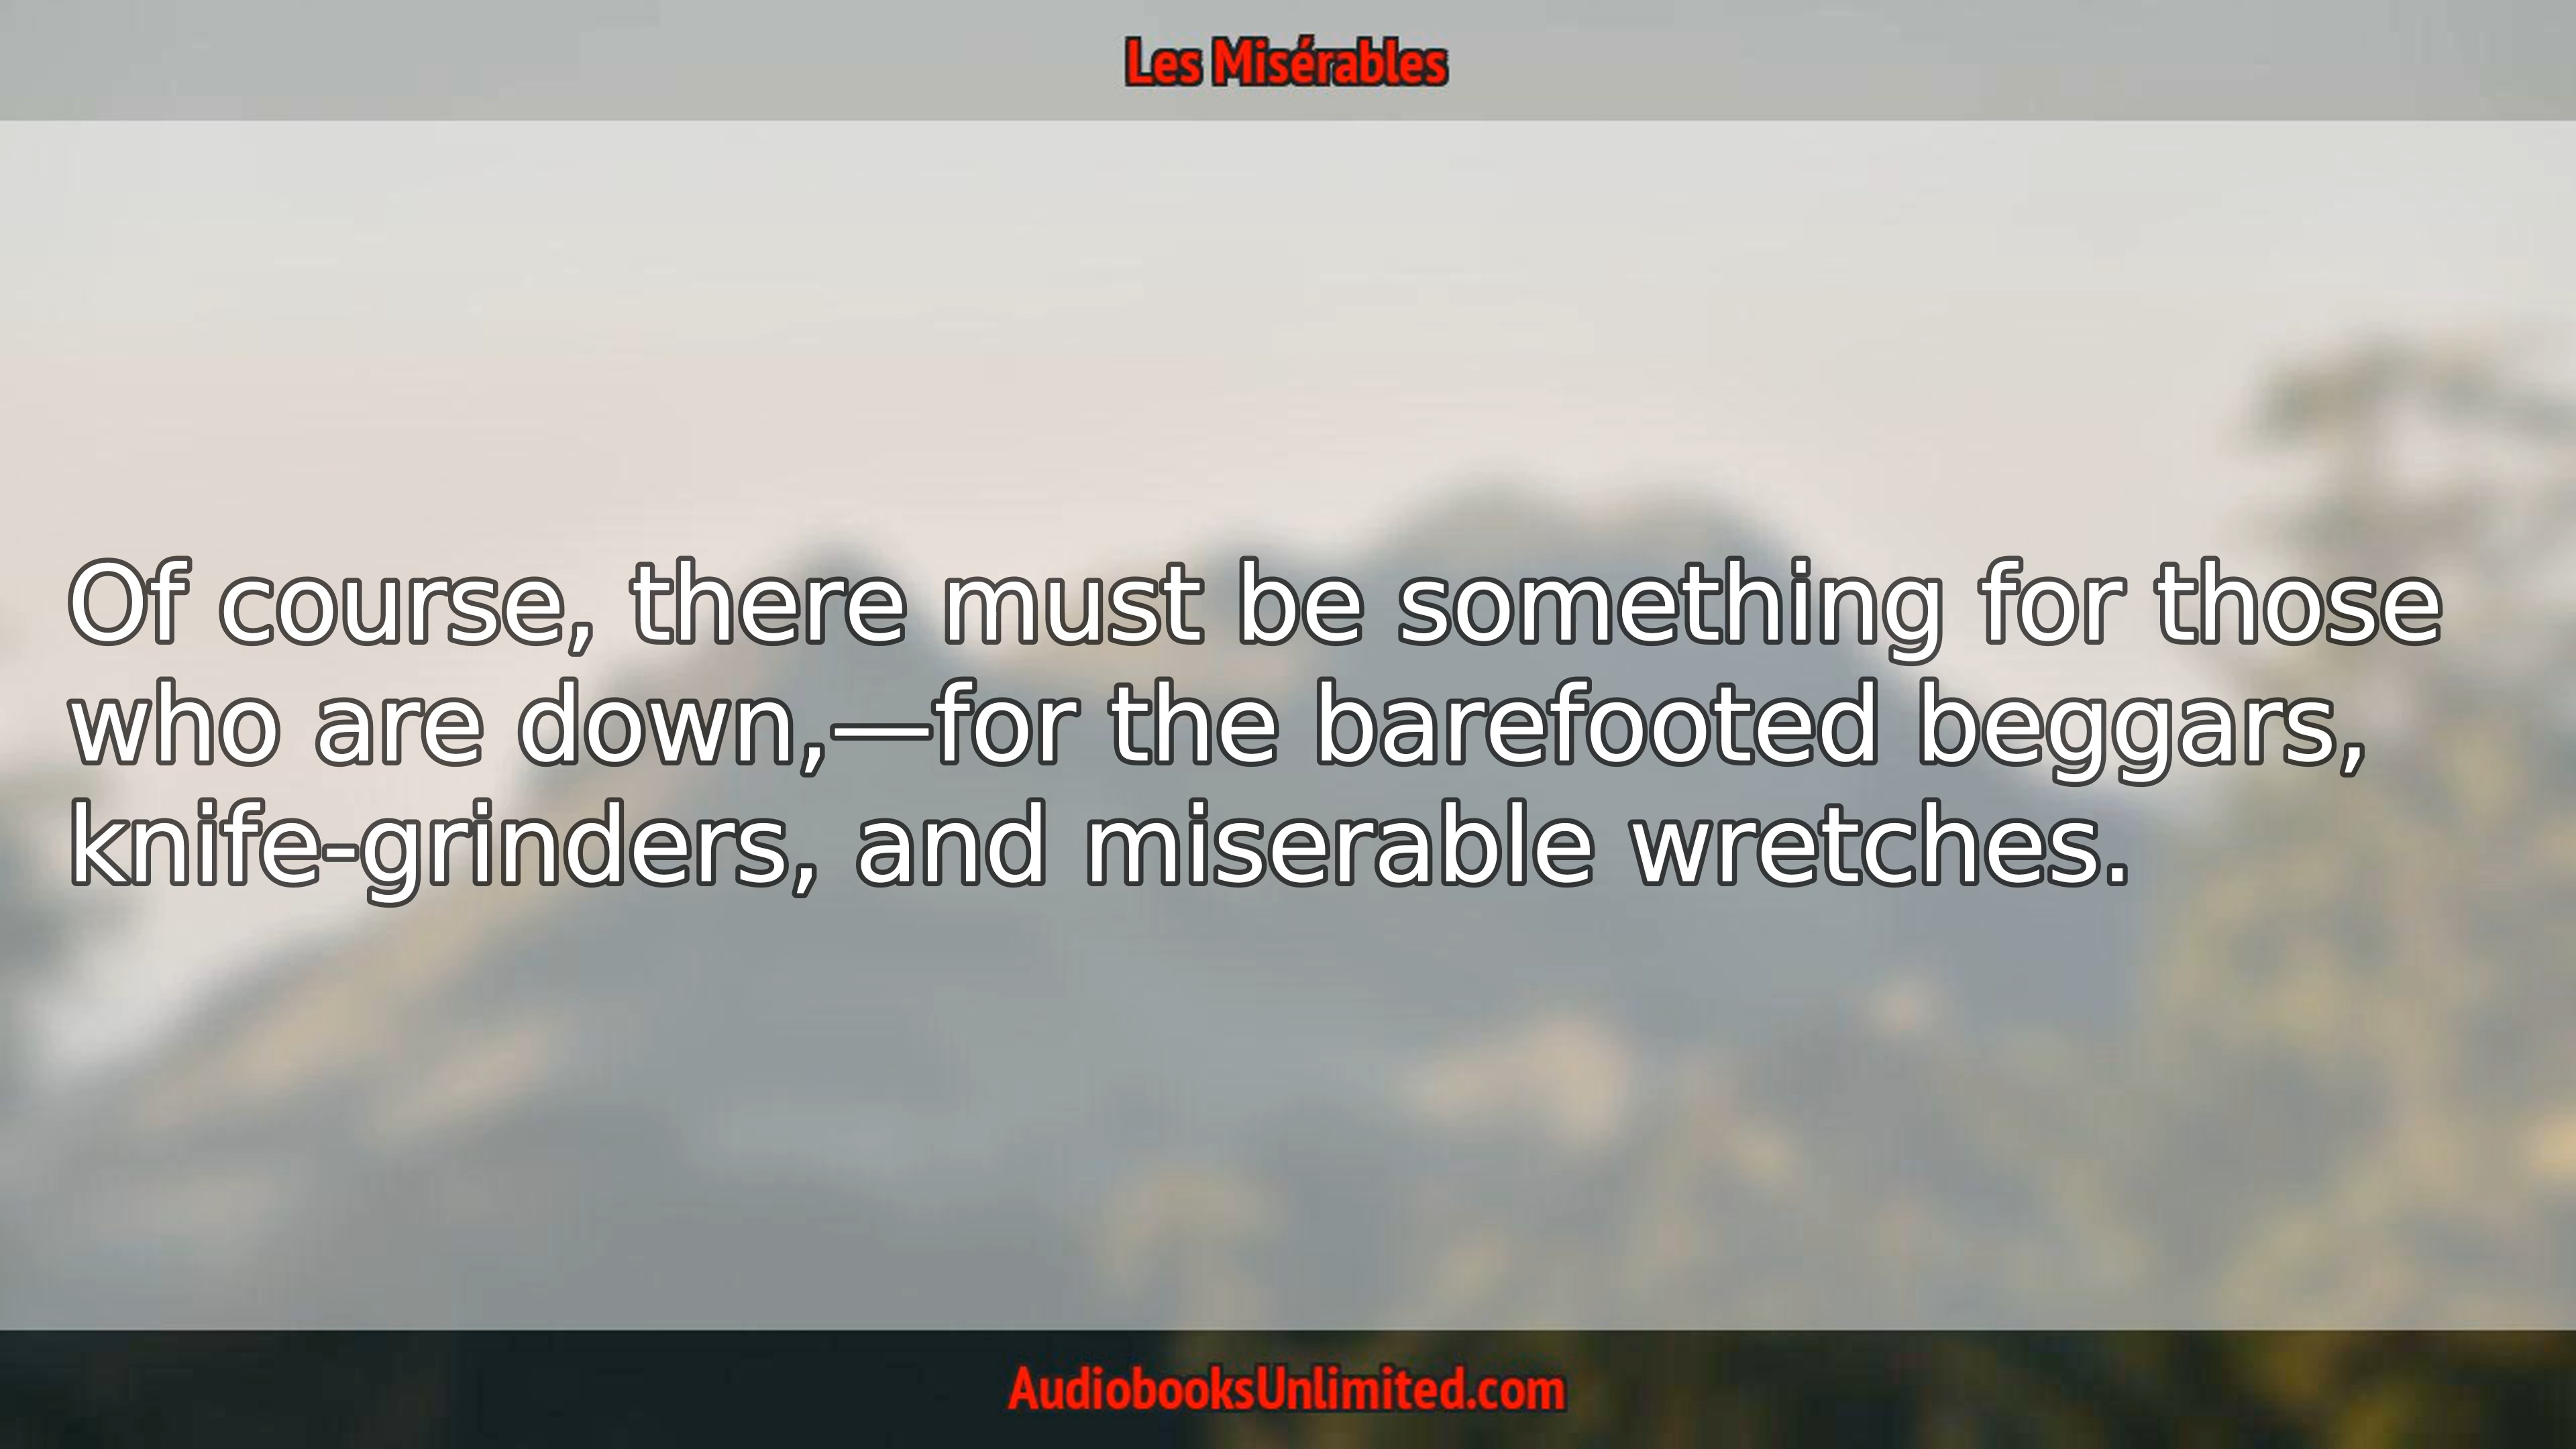 Les Misérables
Of course, there must be something for those
who are down,—for the barefooted beggars,
knife-grinders, and miserable wretches.
AudiobooksUnlimited.com